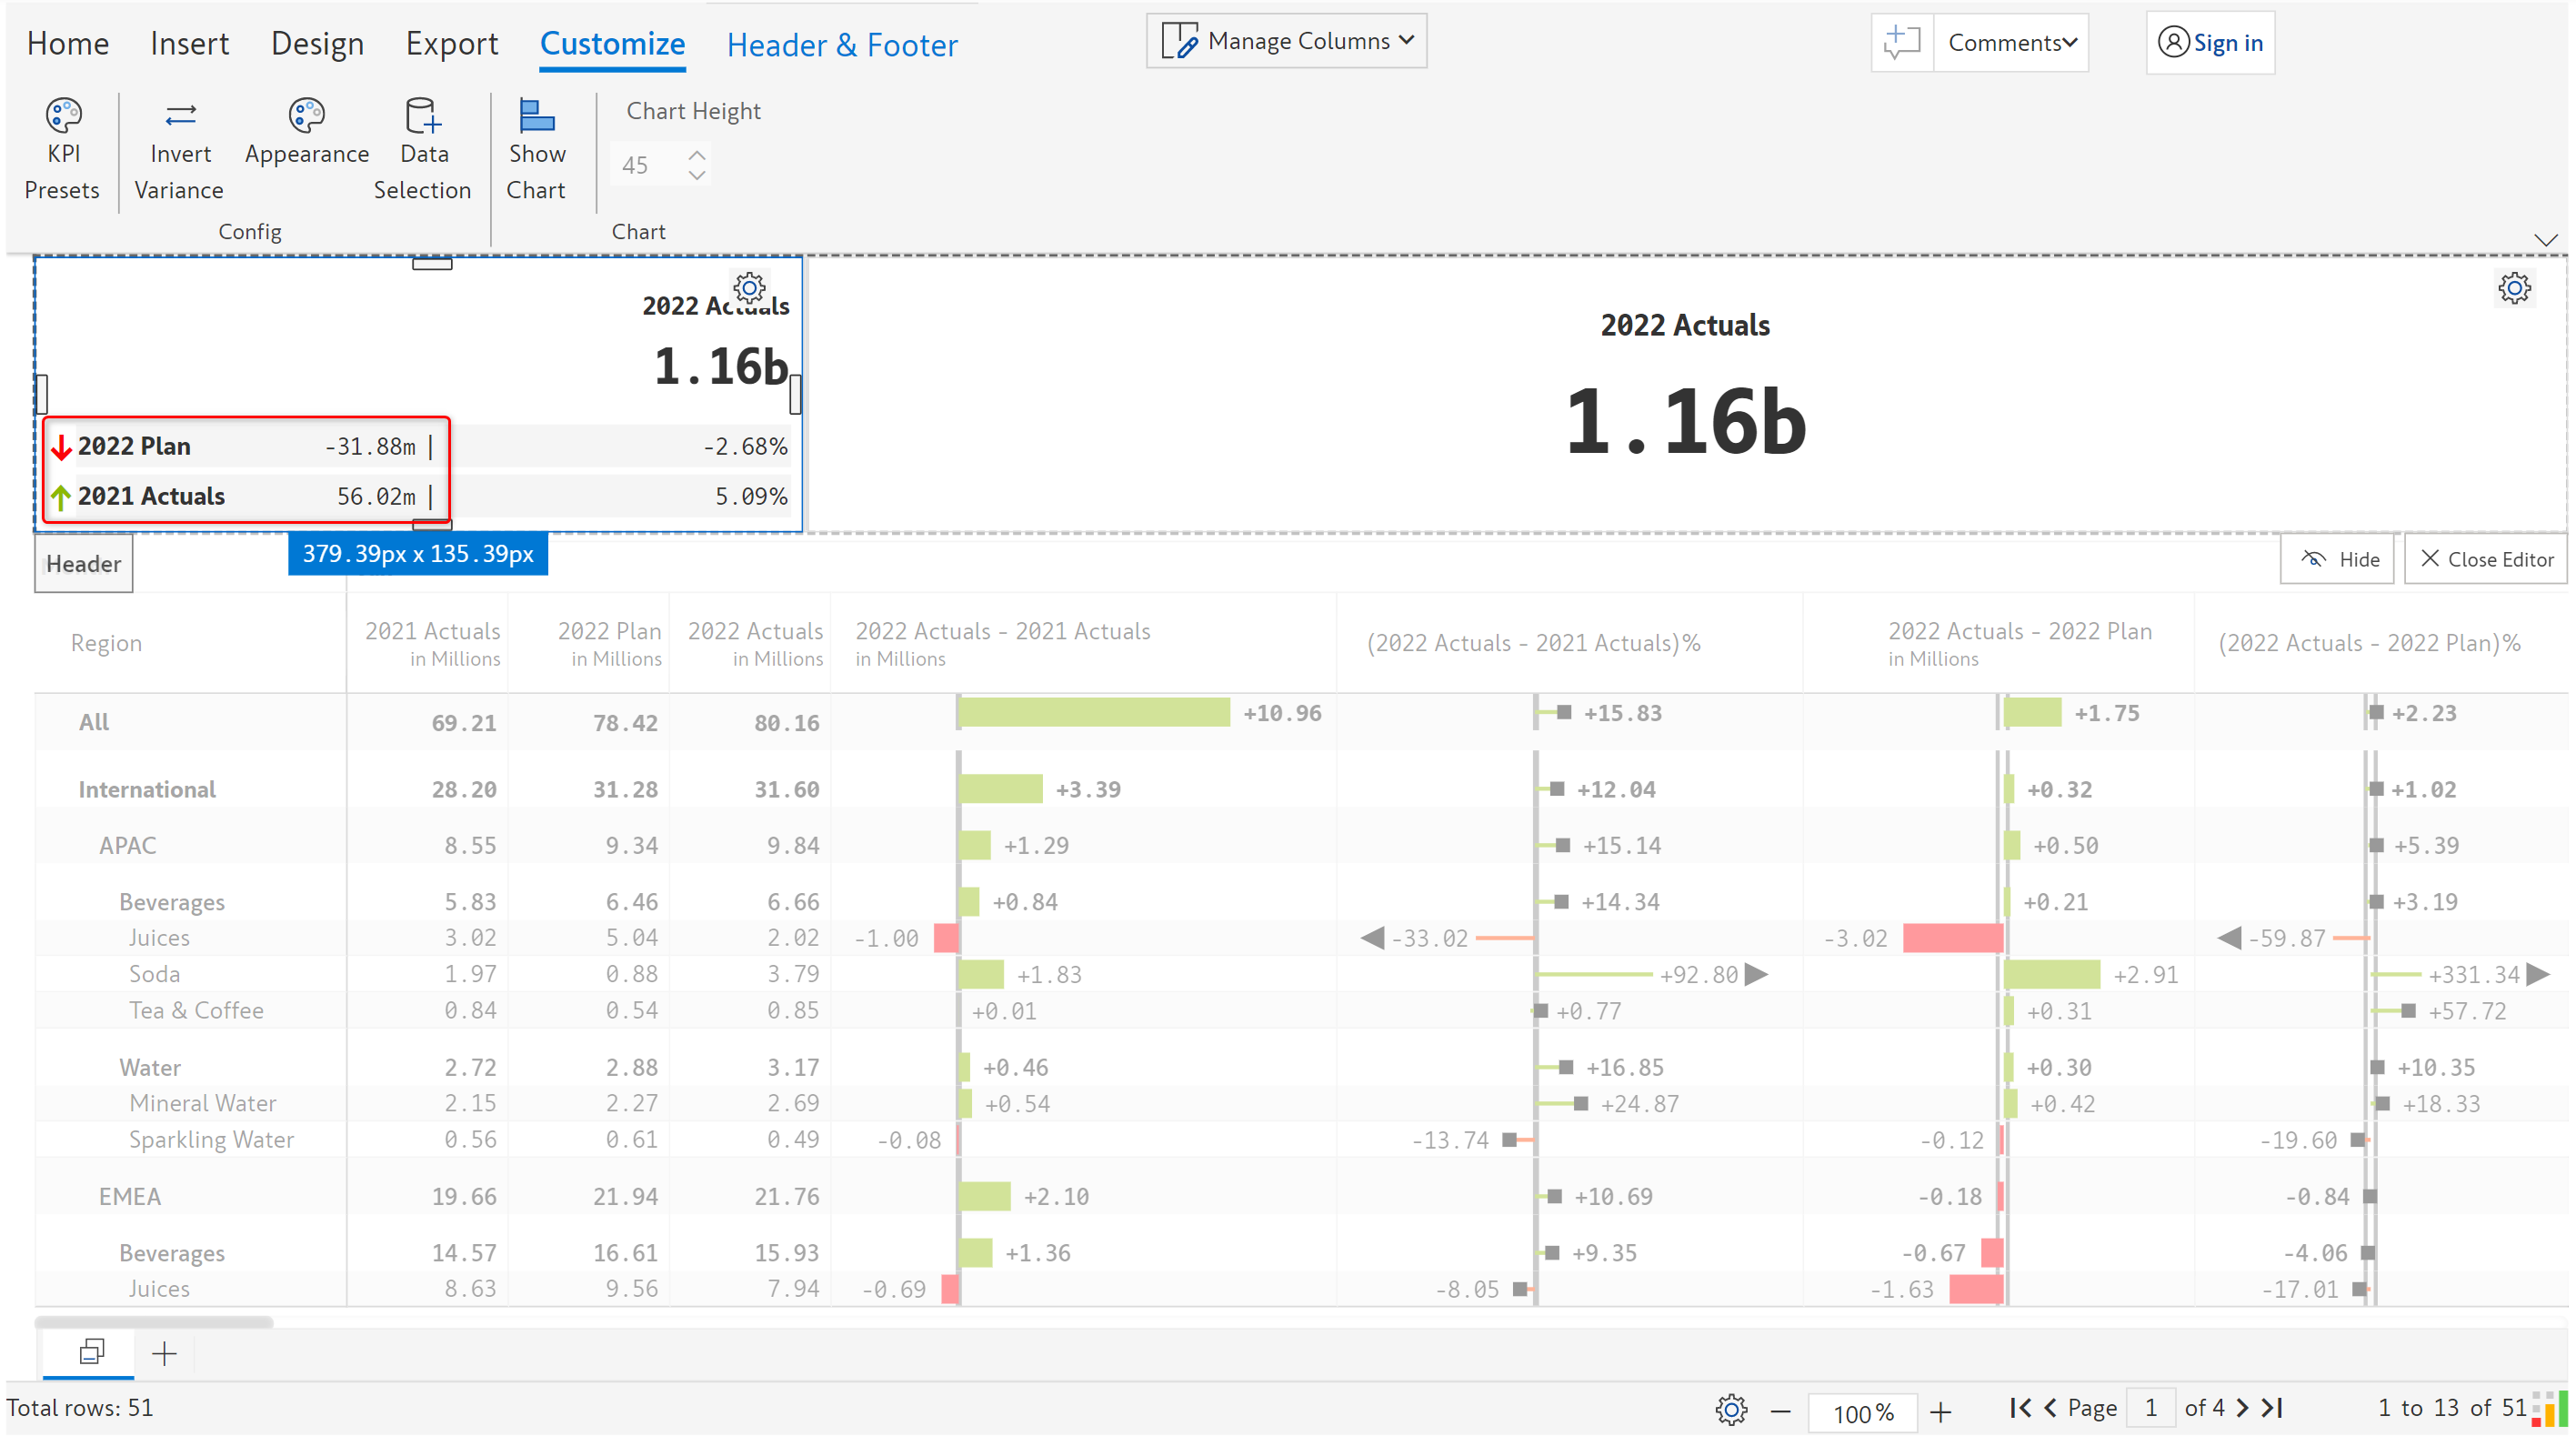 Home Insert Design Export Customize Header & Footer Manage Columns Comments Sign in
KPI Presets Invert Variance Appearance Data Selection Show Chart Chart Height
45
Config Chart
2022 Actuals
1.16b
2022 Plan -31.88m | -2.68%
2021 Actuals 56.02m | 5.09%
2022 Actuals
1.16b
379.39px x 135.39px
Header Hide Close Editor
Region 2021 Actuals in Millions 2022 Plan in Millions 2022 Actuals in Millions 2022 Actuals - 2021 Actuals in Millions (2022 Actuals - 2021 Actuals)% 2022 Actuals - 2022 Plan in Millions (2022 Actuals - 2022 Plan)%
All 69.21 78.42 80.16 +10.96 +15.83 +1.75 +2.23
International 28.20 31.28 31.60 +3.39 +12.04 +0.32 +1.02
APAC 8.55 9.34 9.84 +1.29 +15.14 +0.50 +5.39
Beverages 5.83 6.46 6.66 +0.84 +14.34 +0.21 +3.19
Juices 3.02 5.04 2.02 -1.00 -33.02 -3.02 -59.87
Soda 1.97 0.88 3.79 +1.83 +92.80 +2.91 +331.34
Tea & Coffee 0.84 0.54 0.85 +0.01 +0.77 +0.31 +57.72
Water 2.72 2.88 3.17 +0.46 +16.85 +0.30 +10.35
Mineral Water 2.15 2.27 2.69 +0.54 +24.87 +0.42 +18.33
Sparkling Water 0.56 0.61 0.49 -0.08 -13.74 -0.12 -19.60
EMEA 19.66 21.94 21.76 +2.10 +10.69 -0.18 -0.84
Beverages 14.57 16.61 15.93 +1.36 +9.35 -0.67 -4.06
Juices 8.63 9.56 7.94 -0.69 -8.05 -1.63 -17.01
Total rows: 51 100% Page 1 of 4 1 to 13 of 51